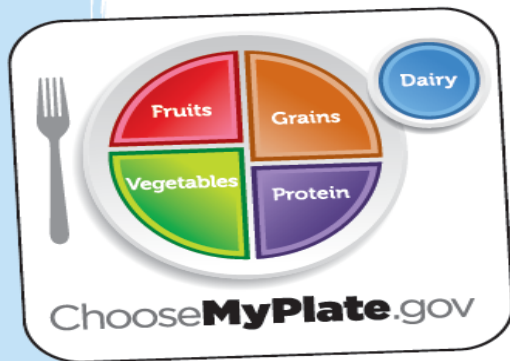 Dairy
Fruits
Grains
Vegetables
Protein
ChooseMyPlate.gov